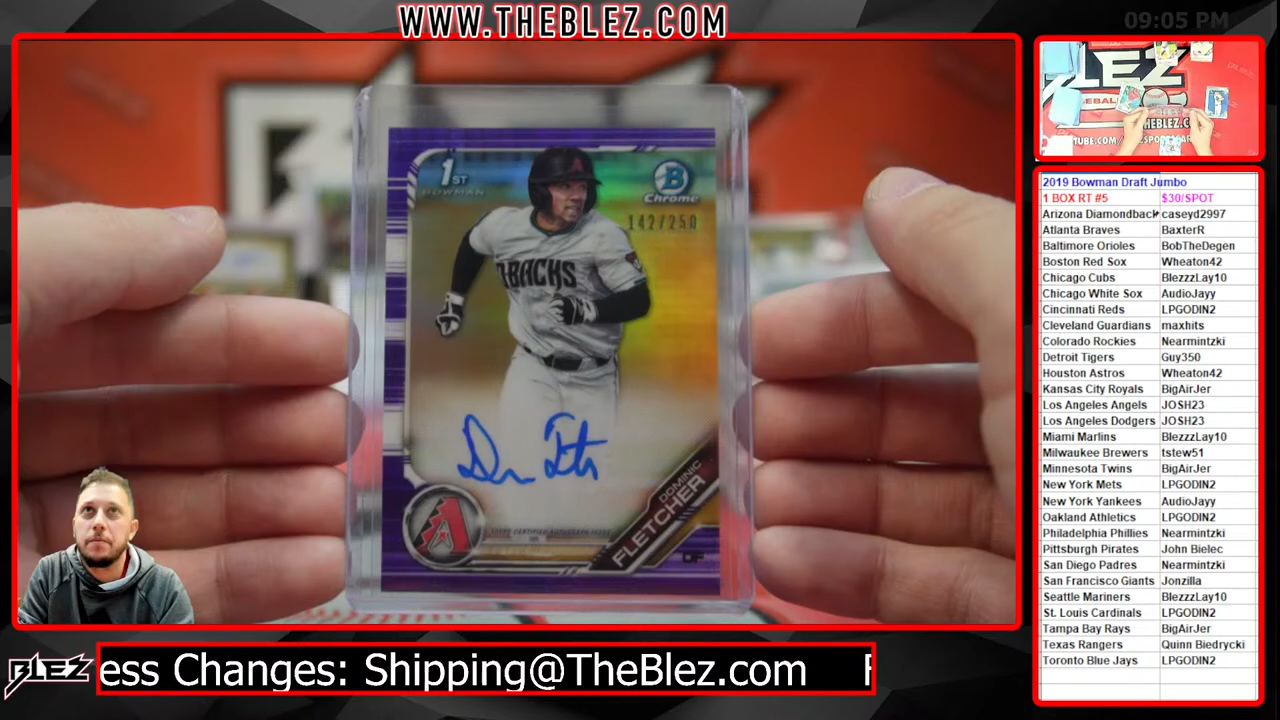 WWW.THEBLEZ.COM
09:05 PM
1ST
BOWMAN
B
Chrome
142/250
DBACKS
DOMINIC
FLETCHER
OF
A
BLEZ
BASEBALL
THEBLEZ.C
2019 Bowman Draft Jumbo
1 BOX RT #5 $30/SPOT
Arizona Diamondback caseyd2997
Atlanta Braves BaxterR
Baltimore Orioles BobTheDegen
Boston Red Sox Wheaton42
Chicago Cubs BlezzzLay10
Chicago White Sox AudioJayy
Cincinnati Reds LPGODIN2
Cleveland Guardians maxhits
Colorado Rockies Nearmintzki
Detroit Tigers Guy350
Houston Astros Wheaton42
Kansas City Royals BigAirJer
Los Angeles Angels JOSH23
Los Angeles Dodgers JOSH23
Miami Marlins BlezzzLay10
Milwaukee Brewers tstew51
Minnesota Twins BigAirJer
New York Mets LPGODIN2
New York Yankees AudioJayy
Oakland Athletics LPGODIN2
Philadelphia Phillies Nearmintzki
Pittsburgh Pirates John Bielec
San Diego Padres Nearmintzki
San Francisco Giants Jonzilla
Seattle Mariners BlezzzLay10
St. Louis Cardinals LPGODIN2
Tampa Bay Rays BigAirJer
Texas Rangers Quinn Biedrycki
Toronto Blue Jays LPGODIN2
BLEZ
ess Changes: Shipping@TheBlez.com